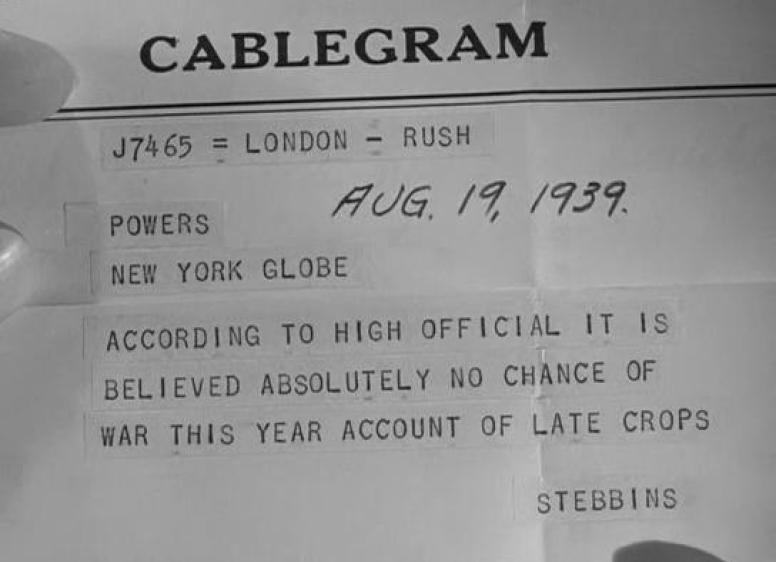 CABLEGRAM
J7465 = LONDON – RUSH
AUG. 19, 1939.
POWERS
NEW YORK GLOBE
ACCORDING TO HIGH OFFICIAL IT IS
BELIEVED ABSOLUTELY NO CHANCE OF
WAR THIS YEAR ACCOUNT OF LATE CROPS
STEBBINS